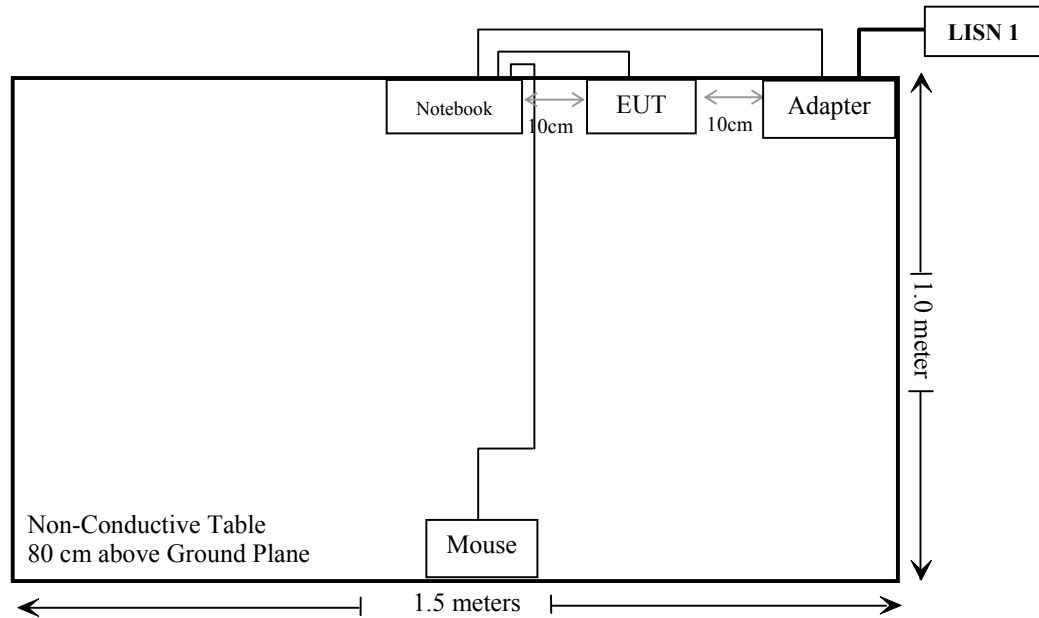 LISN 1
Notebook
EUT
Adapter
10cm
10cm
1.0 meter
Non-Conductive Table
80 cm above Ground Plane
Mouse
1.5 meters